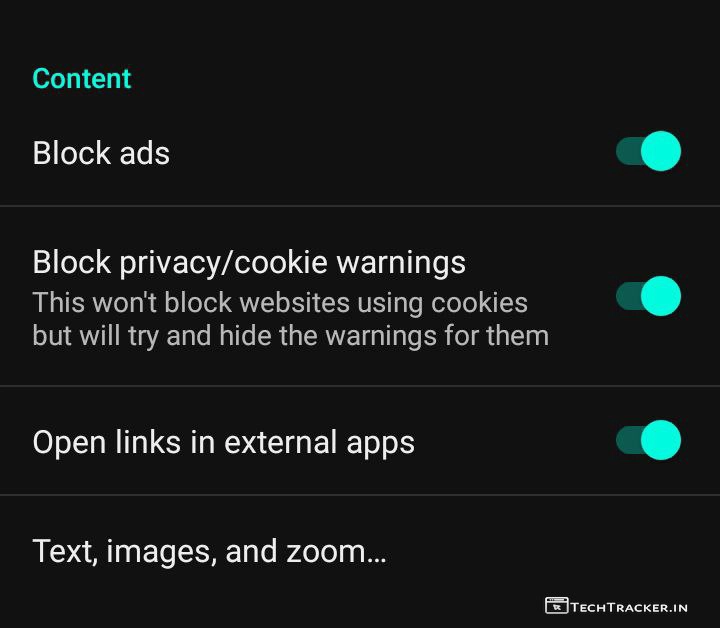 Content
Block ads
Block privacy/cookie warnings
This won't block websites using cookies
but will try and hide the warnings for them
Open links in external apps
Text, images, and zoom...
TECHTRACKER.IN